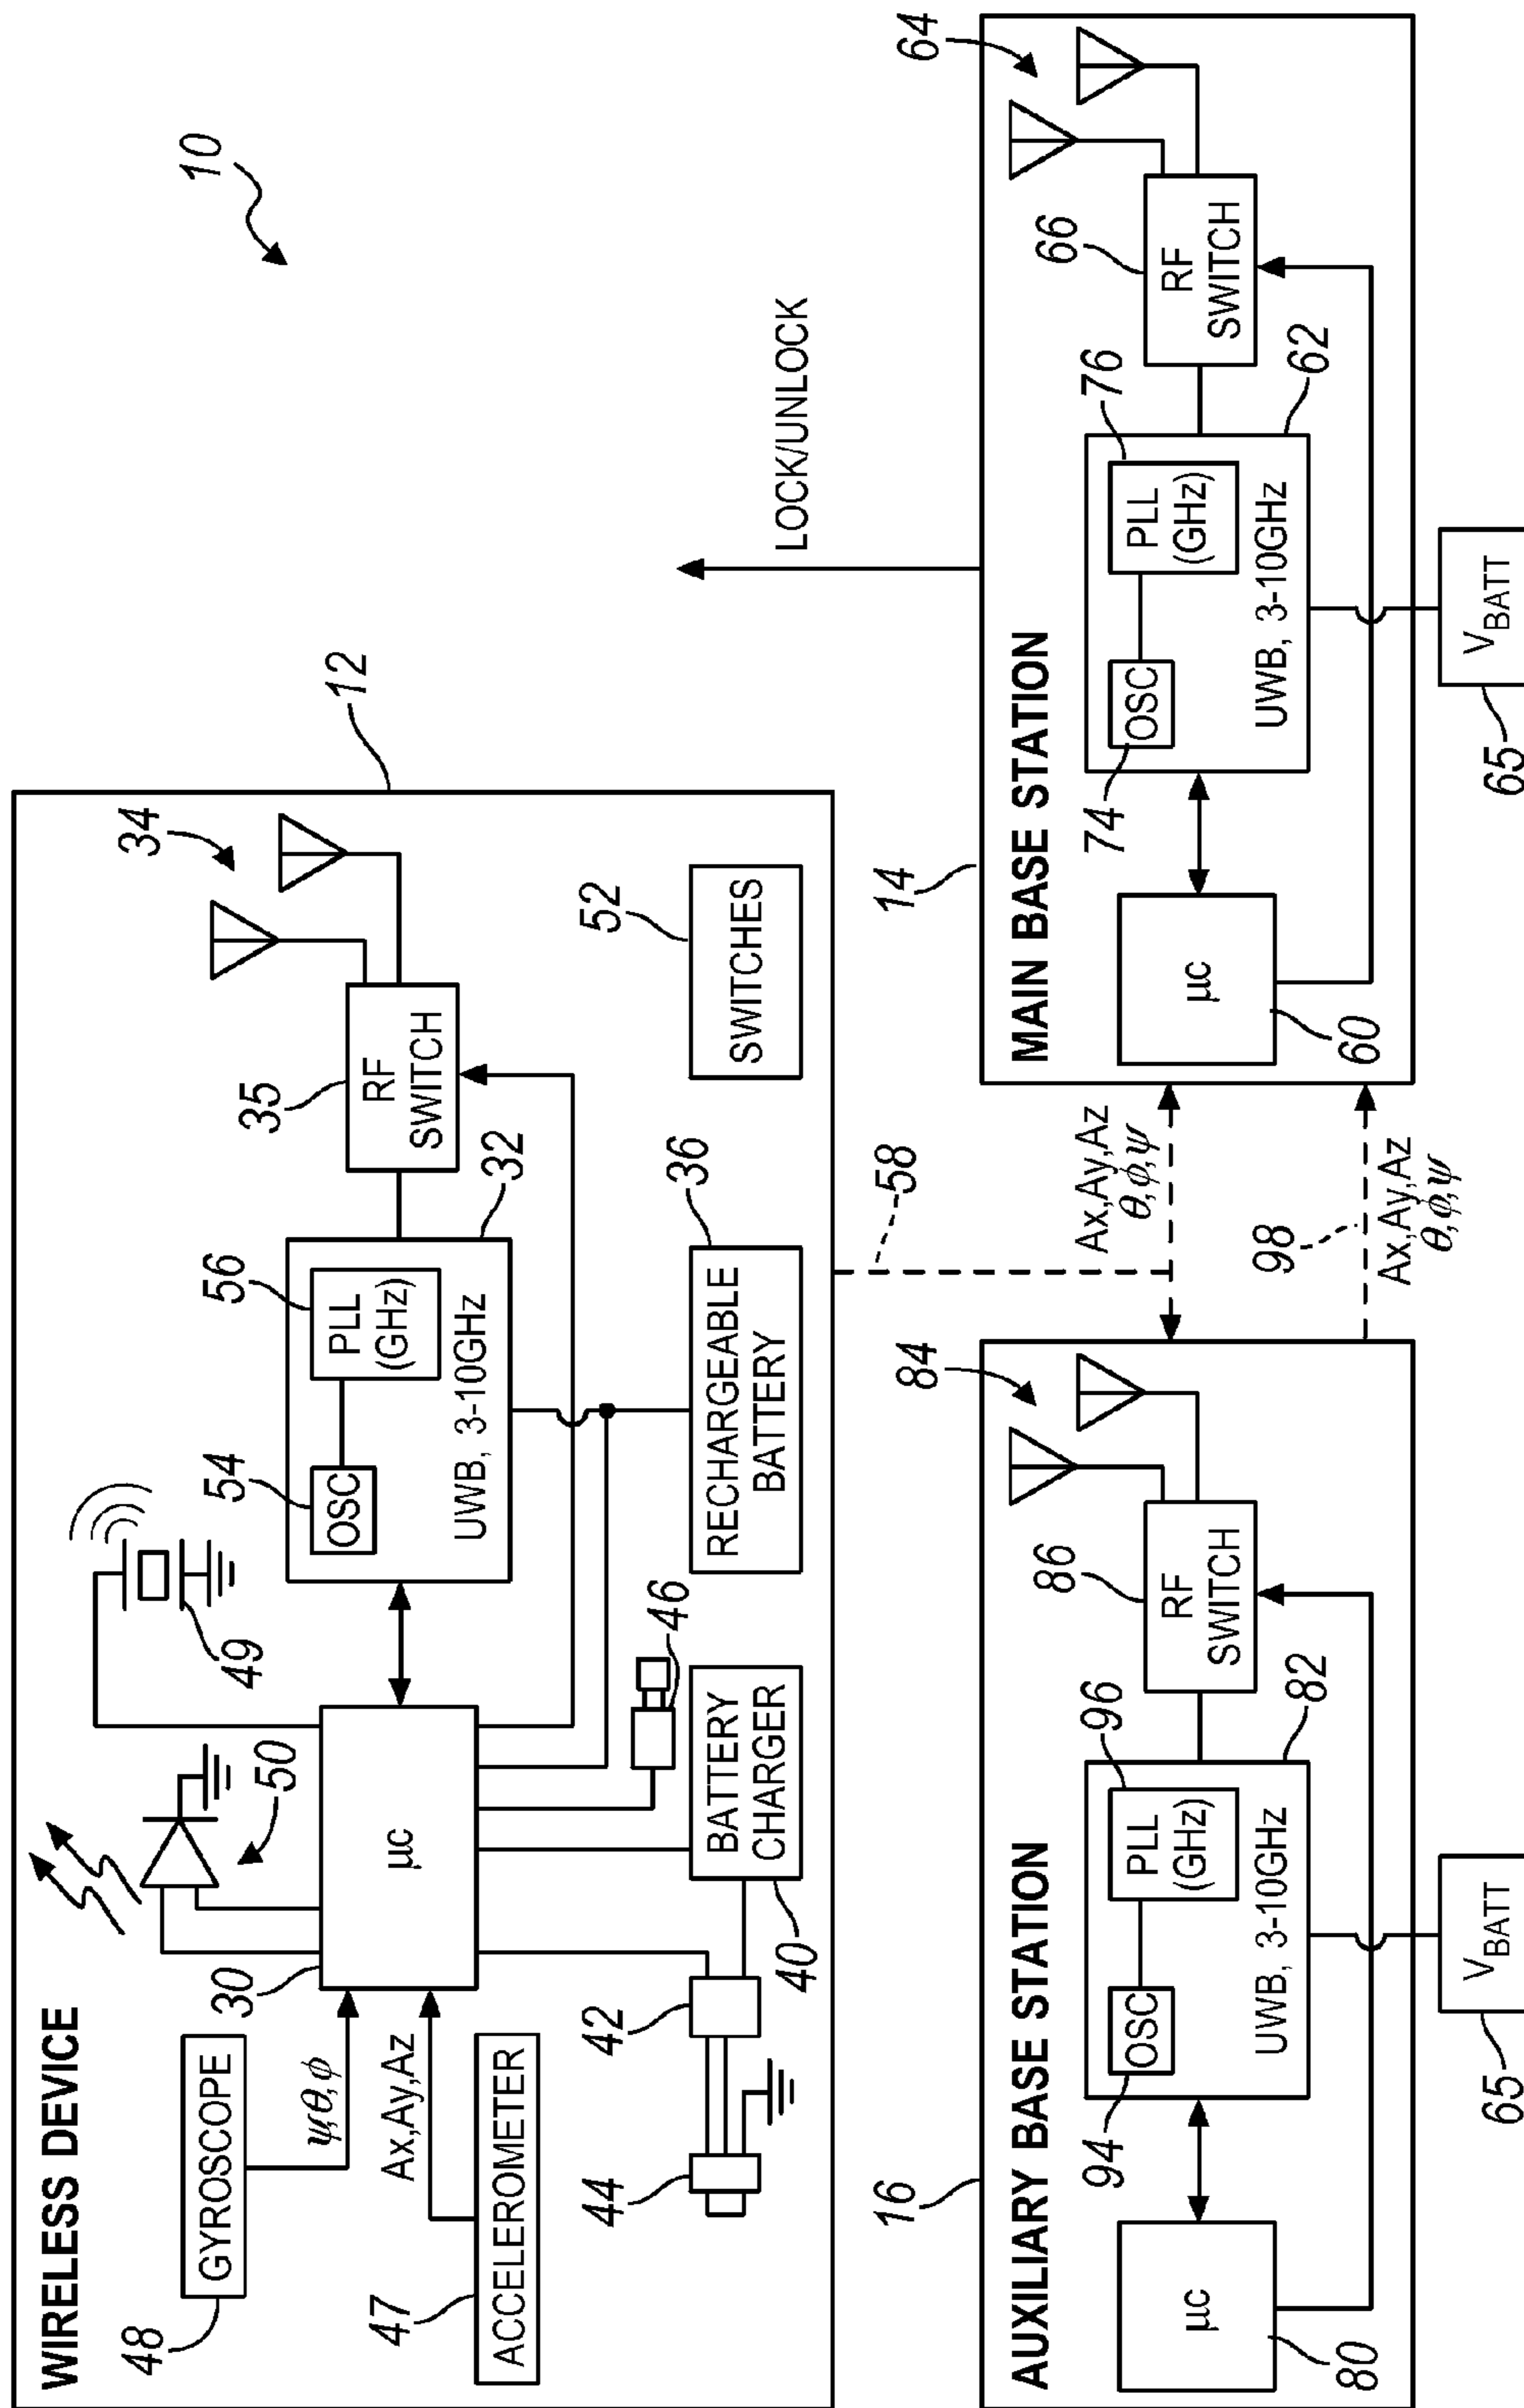 10
WIRELESS DEVICE
12
GYROSCOPE
48
ψ,θ,ϕ
Ax,Ay,Az
ACCELEROMETER
47
30
µc
50
49
54
OSC
56
PLL
(GHz)
UWB, 3-10GHz
32
35
RF
SWITCH
34
44
42
40
BATTERY
CHARGER
46
36
RECHARGEABLE
BATTERY
52
SWITCHES
58
LOCK/UNLOCK
16
AUXILIARY BASE STATION
µc
80
94
OSC
96
PLL
(GHz)
UWB, 3-10GHz
82
86
RF
SWITCH
84
65
VBATT
Ax,Ay,Az
θ,ϕ,ψ
98
Ax,Ay,Az
θ,ϕ,ψ
14
MAIN BASE STATION
µc
60
74
OSC
76
PLL
(GHz)
UWB, 3-10GHz
62
66
RF
SWITCH
64
65
VBATT